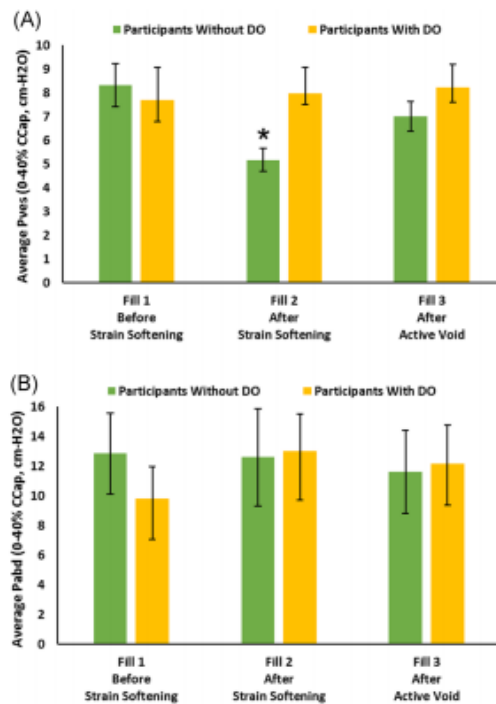 (A)
Participants Without DO Participants With DO
Average Pves (0-40% CCap, cm-H2O)
10
9
8
7
6
5
4
3
2
1
0
*
Fill 1 Fill 2 Fill 3
Before After After
Strain Softening Strain Softening Active Void
(B)
Participants Without DO Participants With DO
Average Pabd (0-40% CCap, cm-H2O)
16
14
12
10
8
6
4
2
0
Fill 1 Fill 2 Fill 3
Before After After
Strain Softening Strain Softening Active Void